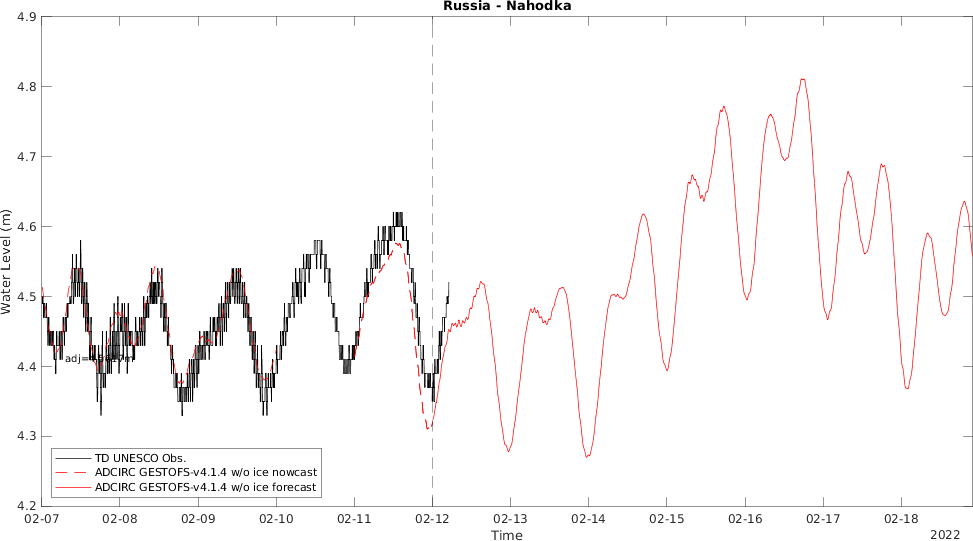 Russia - Nahodka
4.9
4.8
4.7
4.6
4.5
4.4
4.3
4.2
Water Level (m)
TD UNESCO Obs.
ADCIRC GESTOFS-v4.1.4 w/o ice nowcast
ADCIRC GESTOFS-v4.1.4 w/o ice forecast
02-07 02-08 02-09 02-10 02-11 02-12 02-13 02-14 02-15 02-16 02-17 02-18
Time
2022